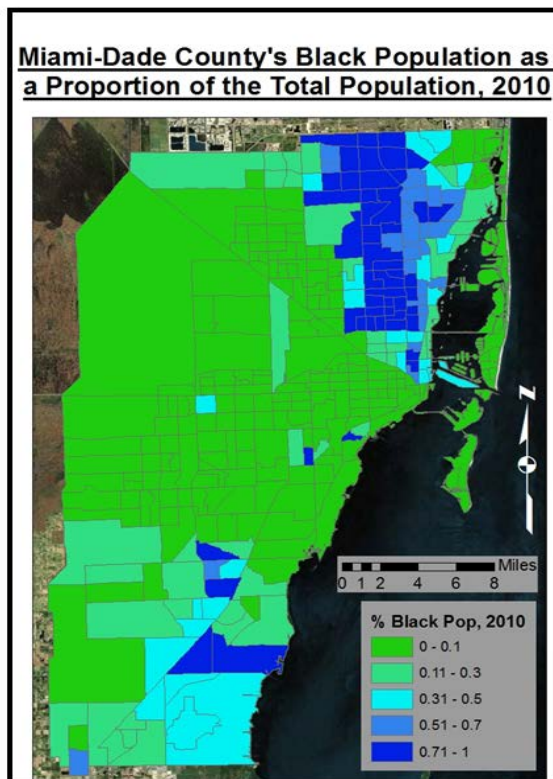 Miami-Dade County's Black Population as
a Proportion of the Total Population, 2010
N
Miles
0 1 2 4 6 8
% Black Pop, 2010
0 - 0.1
0.11 - 0.3
0.31 - 0.5
0.51 - 0.7
0.71 - 1